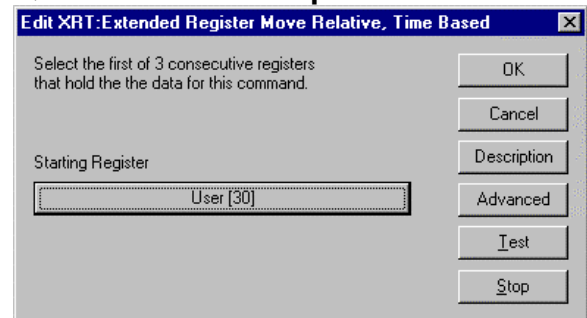 Edit XRT:Extended Register Move Relative, Time Based
Select the first of 3 consecutive registers
that hold the the data for this command.
Starting Register
User [30]
OK
Cancel
Description
Advanced
Test
Stop